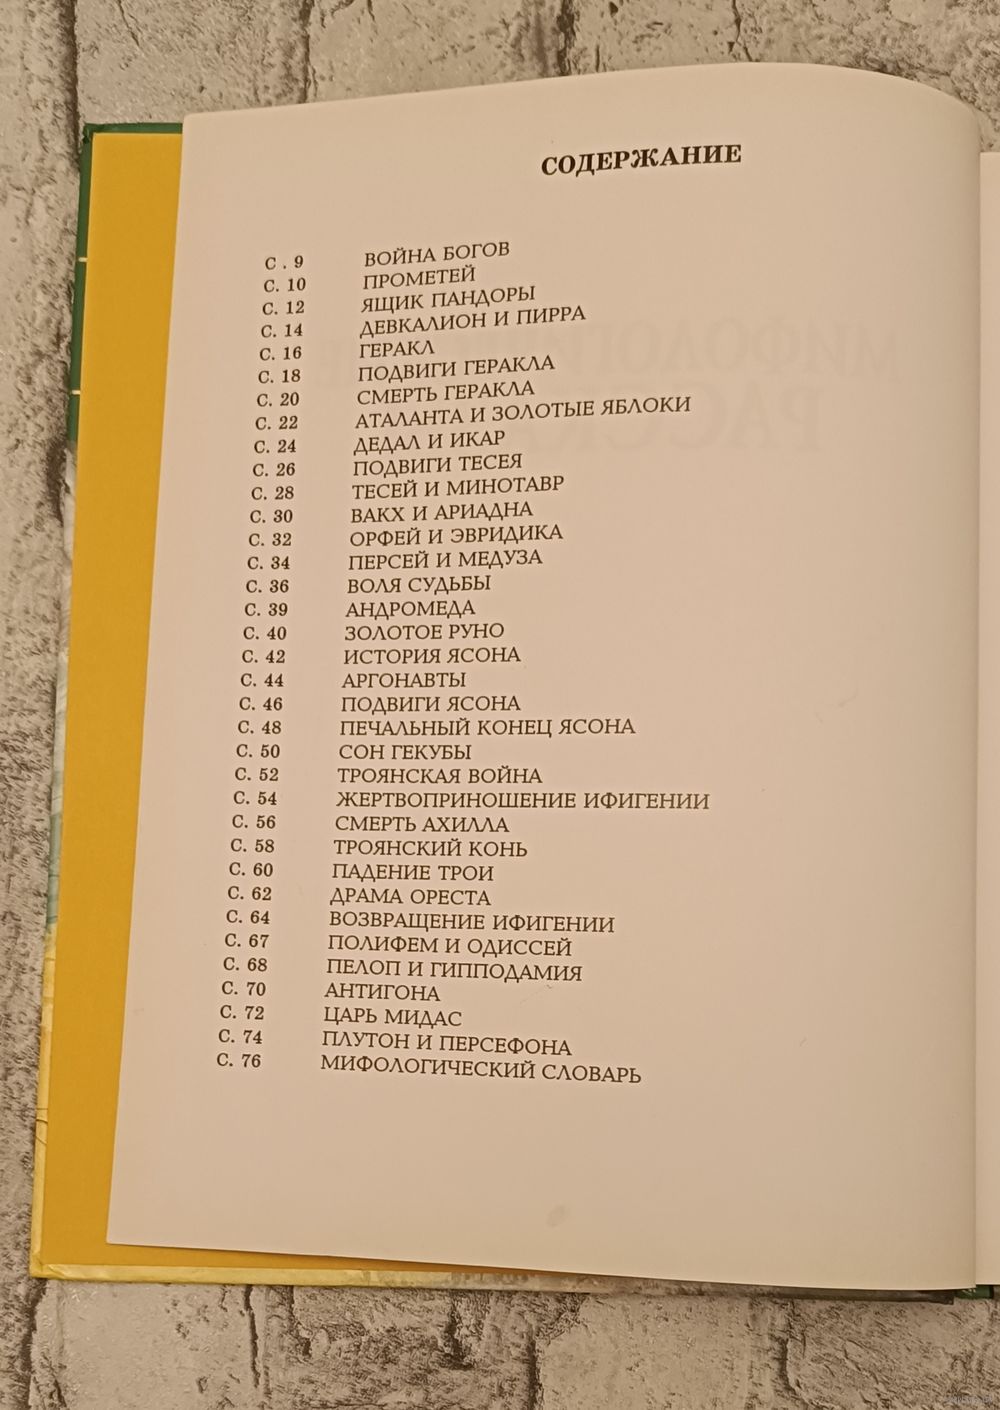 СОДЕРЖАНИЕ
С . 9 ВОЙНА БОГОВ
С. 10 ПРОМЕТЕЙ
С. 12 ЯЩИК ПАНДОРЫ
С. 14 ДЕВКАЛИОН И ПИРРА
С. 16 ГЕРАКЛ
С. 18 ПОДВИГИ ГЕРАКЛА
С. 20 СМЕРТЬ ГЕРАКЛА
С. 22 АТАЛАНТА И ЗОЛОТЫЕ ЯБЛОКИ
С. 24 ДЕДАЛ И ИКАР
С. 26 ПОДВИГИ ТЕСЕЯ
С. 28 ТЕСЕЙ И МИНОТАВР
С. 30 ВАКХ И АРИАДНА
С. 32 ОРФЕЙ И ЭВРИДИКА
С. 34 ПЕРСЕЙ И МЕДУЗА
С. 36 ВОЛЯ СУДЬБЫ
С. 39 АНДРОМЕДА
С. 40 ЗОЛОТОЕ РУНО
С. 42 ИСТОРИЯ ЯСОНА
С. 44 АРГОНАВТЫ
С. 46 ПОДВИГИ ЯСОНА
С. 48 ПЕЧАЛЬНЫЙ КОНЕЦ ЯСОНА
С. 50 СОН ГЕКУБЫ
С. 52 ТРОЯНСКАЯ ВОЙНА
С. 54 ЖЕРТВОПРИНОШЕНИЕ ИФИГЕНИИ
С. 56 СМЕРТЬ АХИЛЛА
С. 58 ТРОЯНСКИЙ КОНЬ
С. 60 ПАДЕНИЕ ТРОИ
С. 62 ДРАМА ОРЕСТА
С. 64 ВОЗВРАЩЕНИЕ ИФИГЕНИИ
С. 67 ПОЛИФЕМ И ОДИССЕЙ
С. 68 ПЕЛОП И ГИППОДАМИЯ
С. 70 АНТИГОНА
С. 72 ЦАРЬ МИДАС
С. 74 ПЛУТОН И ПЕРСЕФОНА
С. 76 МИФОЛОГИЧЕСКИЙ СЛОВАРЬ